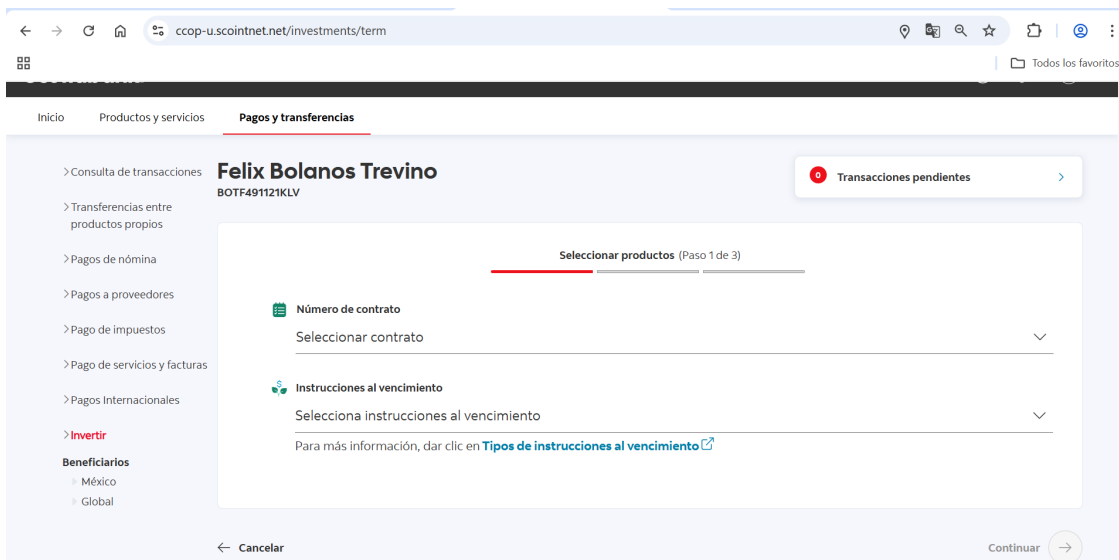 ccop-u.scointnet.net/investments/term
Todos los favoritos
Inicio Productos y servicios Pagos y transferencias
Consulta de transacciones
Transferencias entre
productos propios
Pagos de nómina
Pagos a proveedores
Pago de impuestos
Pago de servicios y facturas
Pagos Internacionales
Invertir
Beneficiarios
México
Global
Felix Bolanos Trevino
BOTF491121KLV
0 Transacciones pendientes
Seleccionar productos (Paso 1 de 3)
Número de contrato
Seleccionar contrato
Instrucciones al vencimiento
Selecciona instrucciones al vencimiento
Para más información, dar clic en Tipos de instrucciones al vencimiento
Cancelar
Continuar